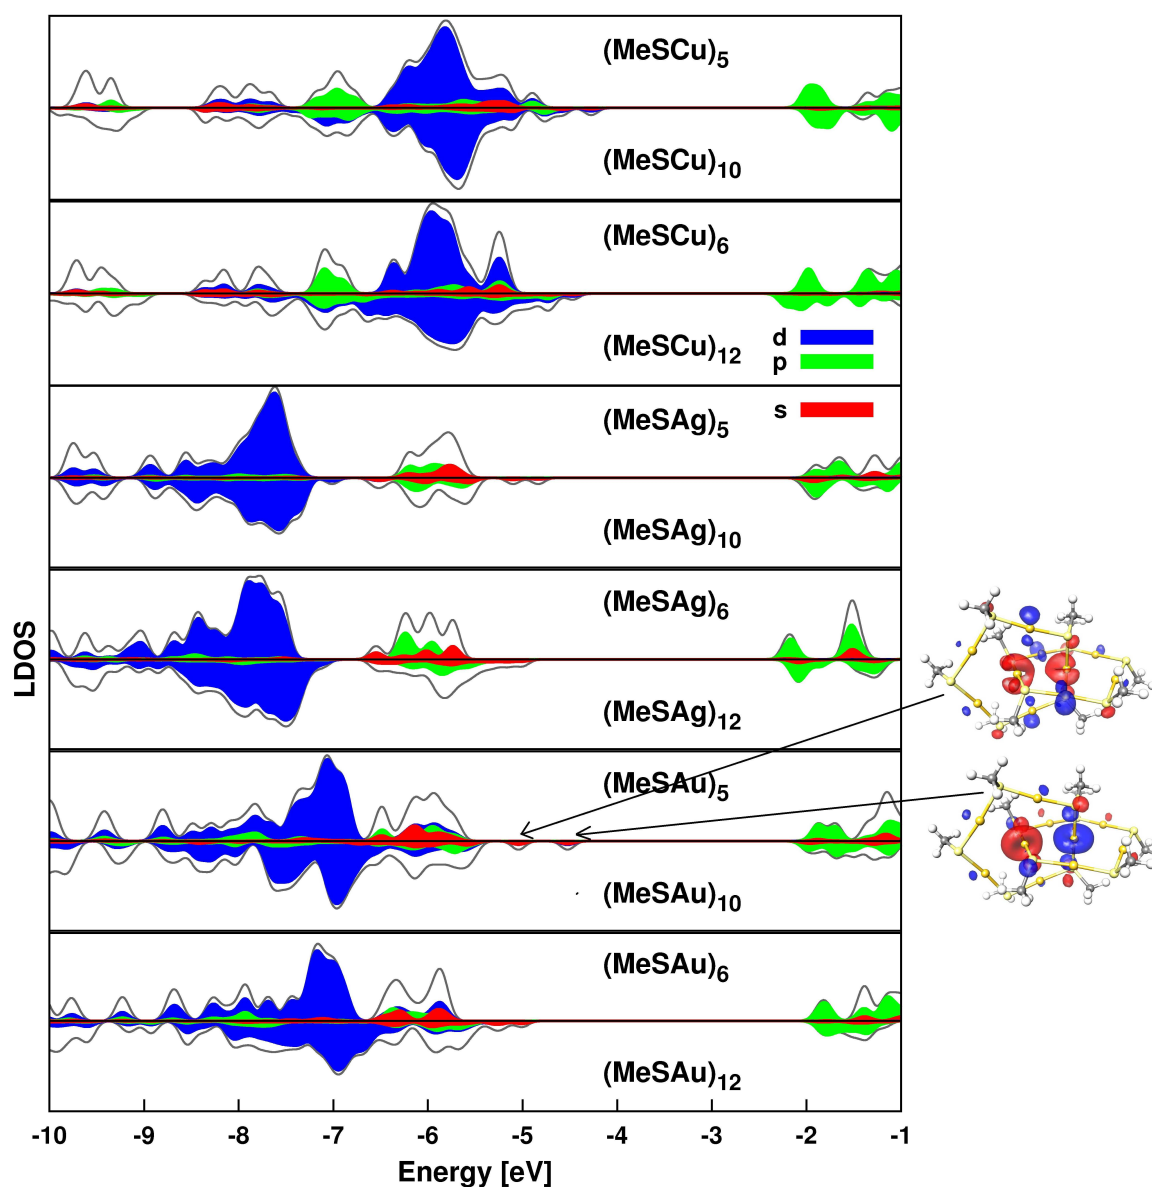 (MeSCu)5
(MeSCu)10
(MeSCu)6
(MeSCu)12
d
p
s
(MeSAg)5
(MeSAg)10
(MeSAg)6
(MeSAg)12
(MeSAu)5
(MeSAu)10
(MeSAu)6
(MeSAu)12
LDOS
-10 -9 -8 -7 -6 -5 -4 -3 -2 -1
Energy [eV]